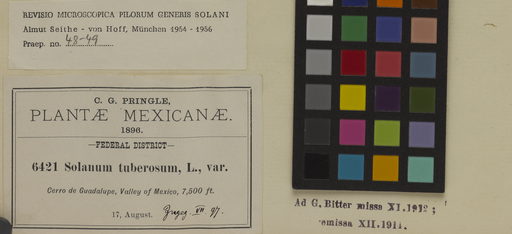 REVISIO MICROSCOPICA PILORUM GENERIS SOLANI
Almut Seithe - von Hoff, München 1954 - 1956
Praep. no. 48-49
C. G. PRINGLE,
PLANTÆ MEXICANÆ.
1896.
—FEDERAL DISTRICT—
6421 Solanum tuberosum, L., var.
Cerro de Guadalupe, Valley of Mexico, 7,500 ft.
17, August. VII 97.
Ad G. Bitter missa XI.1912 ;
remissa XII.1911.